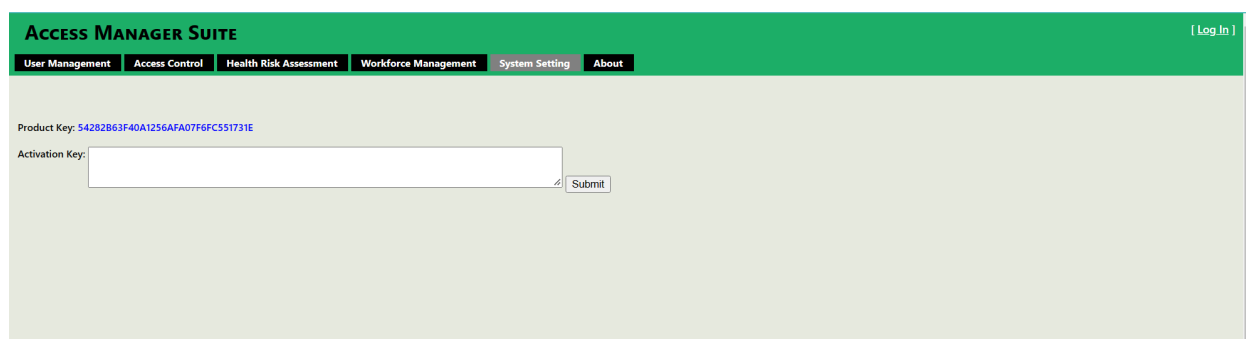 ACCESS MANAGER SUITE
[ Log In ]
User Management Access Control Health Risk Assessment Workforce Management System Setting About
Product Key: 54282B63F40A1256AFA07F6FC551731E
Activation Key:
Submit